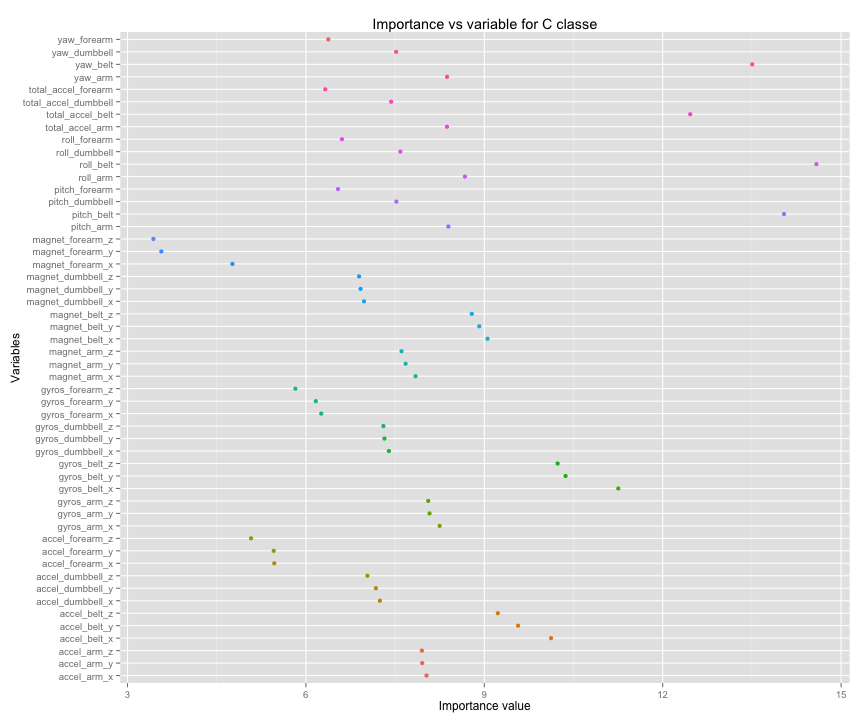 Importance vs variable for C classe
yaw_forearm
yaw_dumbbell
yaw_belt
yaw_arm
total_accel_forearm
total_accel_dumbbell
total_accel_belt
total_accel_arm
roll_forearm
roll_dumbbell
roll_belt
roll_arm
pitch_forearm
pitch_dumbbell
pitch_belt
pitch_arm
magnet_forearm_z
magnet_forearm_y
magnet_forearm_x
magnet_dumbbell_z
magnet_dumbbell_y
magnet_dumbbell_x
magnet_belt_z
magnet_belt_y
magnet_belt_x
magnet_arm_z
magnet_arm_y
magnet_arm_x
gyros_forearm_z
gyros_forearm_y
gyros_forearm_x
gyros_dumbbell_z
gyros_dumbbell_y
gyros_dumbbell_x
gyros_belt_z
gyros_belt_y
gyros_belt_x
gyros_arm_z
gyros_arm_y
gyros_arm_x
accel_forearm_z
accel_forearm_y
accel_forearm_x
accel_dumbbell_z
accel_dumbbell_y
accel_dumbbell_x
accel_belt_z
accel_belt_y
accel_belt_x
accel_arm_z
accel_arm_y
accel_arm_x
Variables
3 6 9 12 15
Importance value